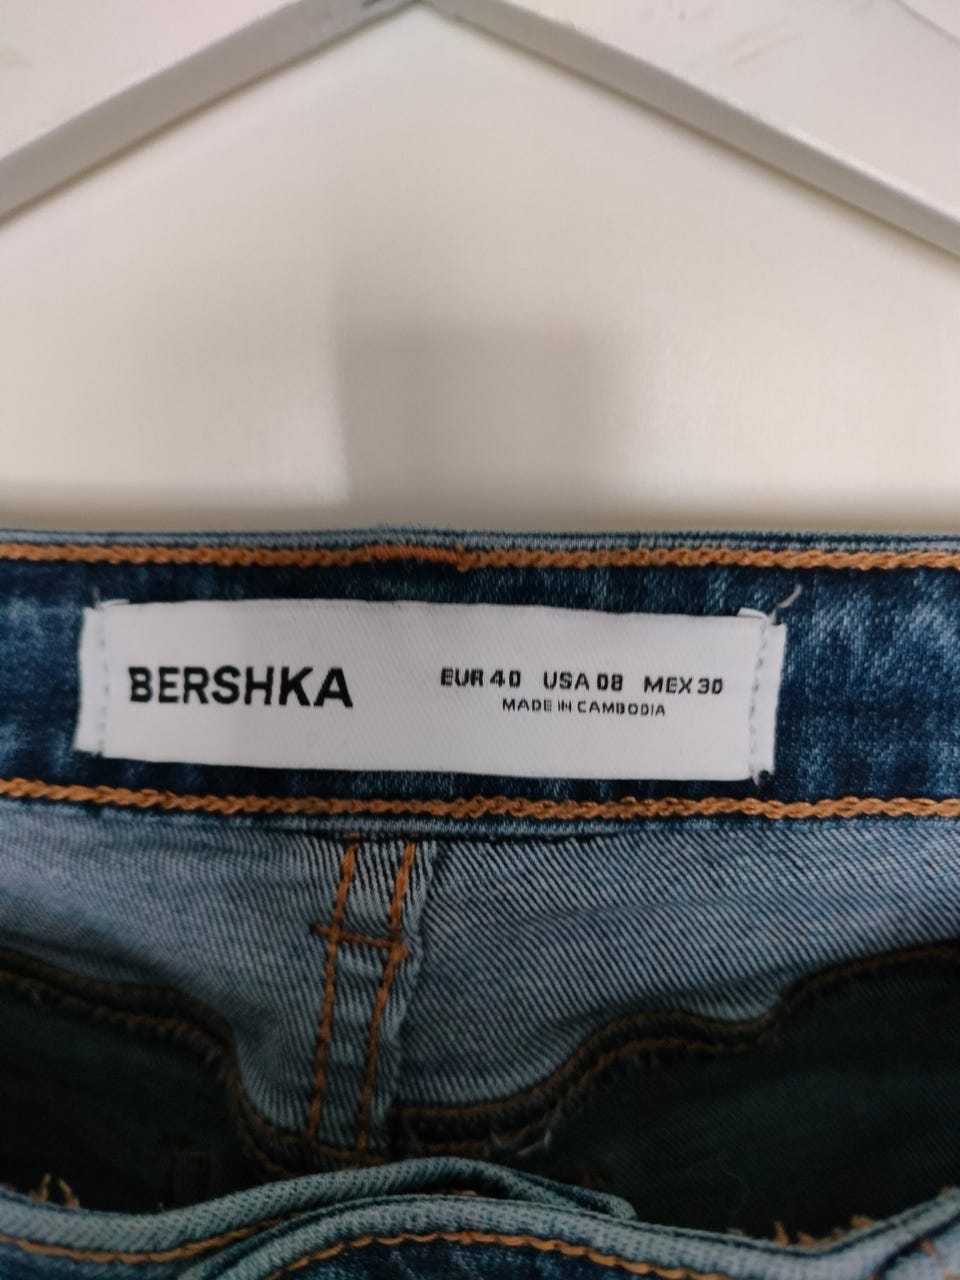 BERSHKA EUR 40 USA 08 MEX 30
MADE IN CAMBODIA